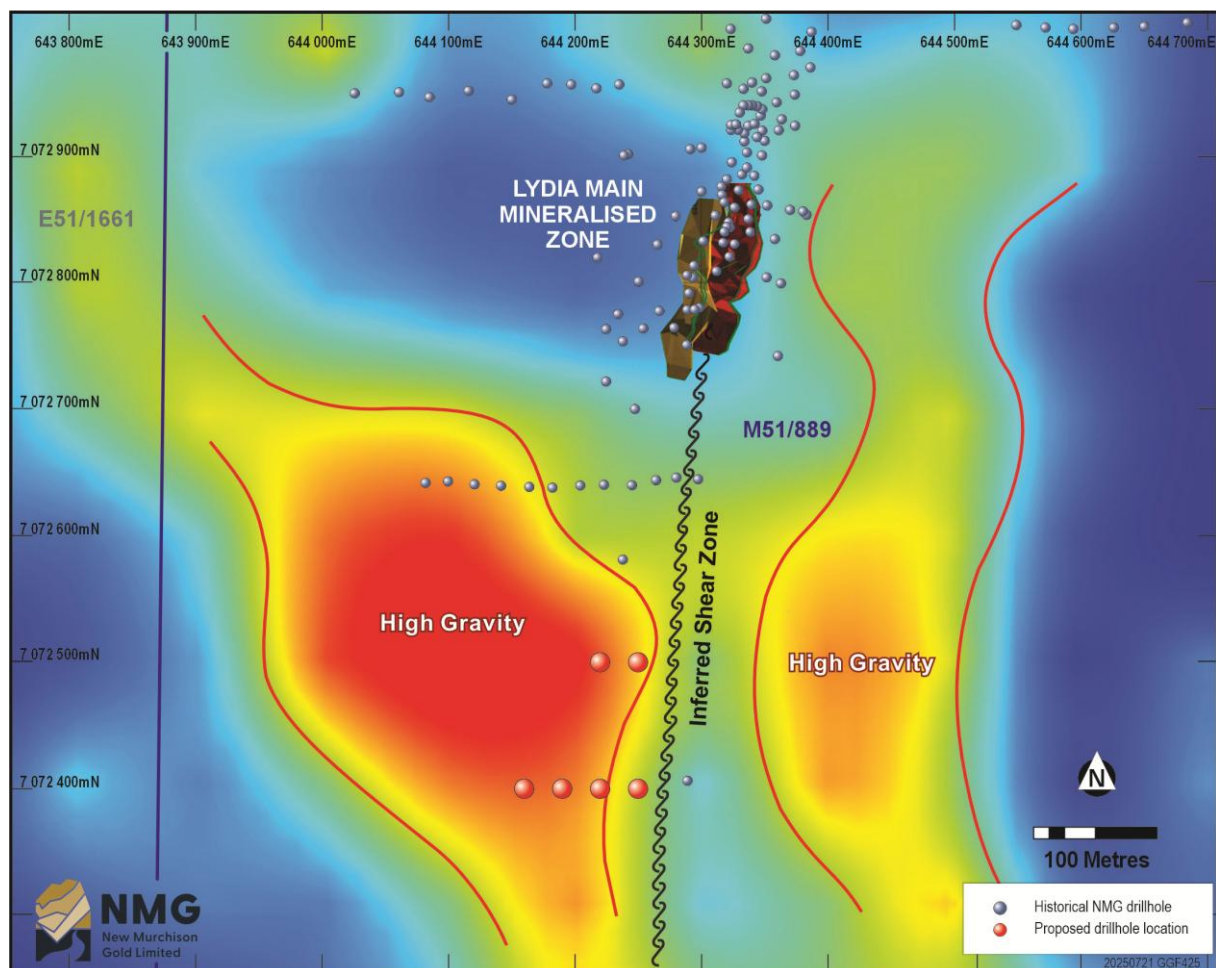 643 800mE 643 900mE 644 000mE 644 100mE 644 200mE 644 300mE 644 400mE 644 500mE 644 600mE 644 700mE
7 072 900mN
LYDIA MAIN
MINERALISED
ZONE
E51/1661
7 072 800mN
7 072 700mN
M51/889
7 072 600mN
Inferred Shear Zone
High Gravity
High Gravity
7 072 500mN
7 072 400mN
N
100 Metres
NMG
New Murchison
Gold Limited
Historical NMG drillhole
Proposed drillhole location
20250721 GGF425